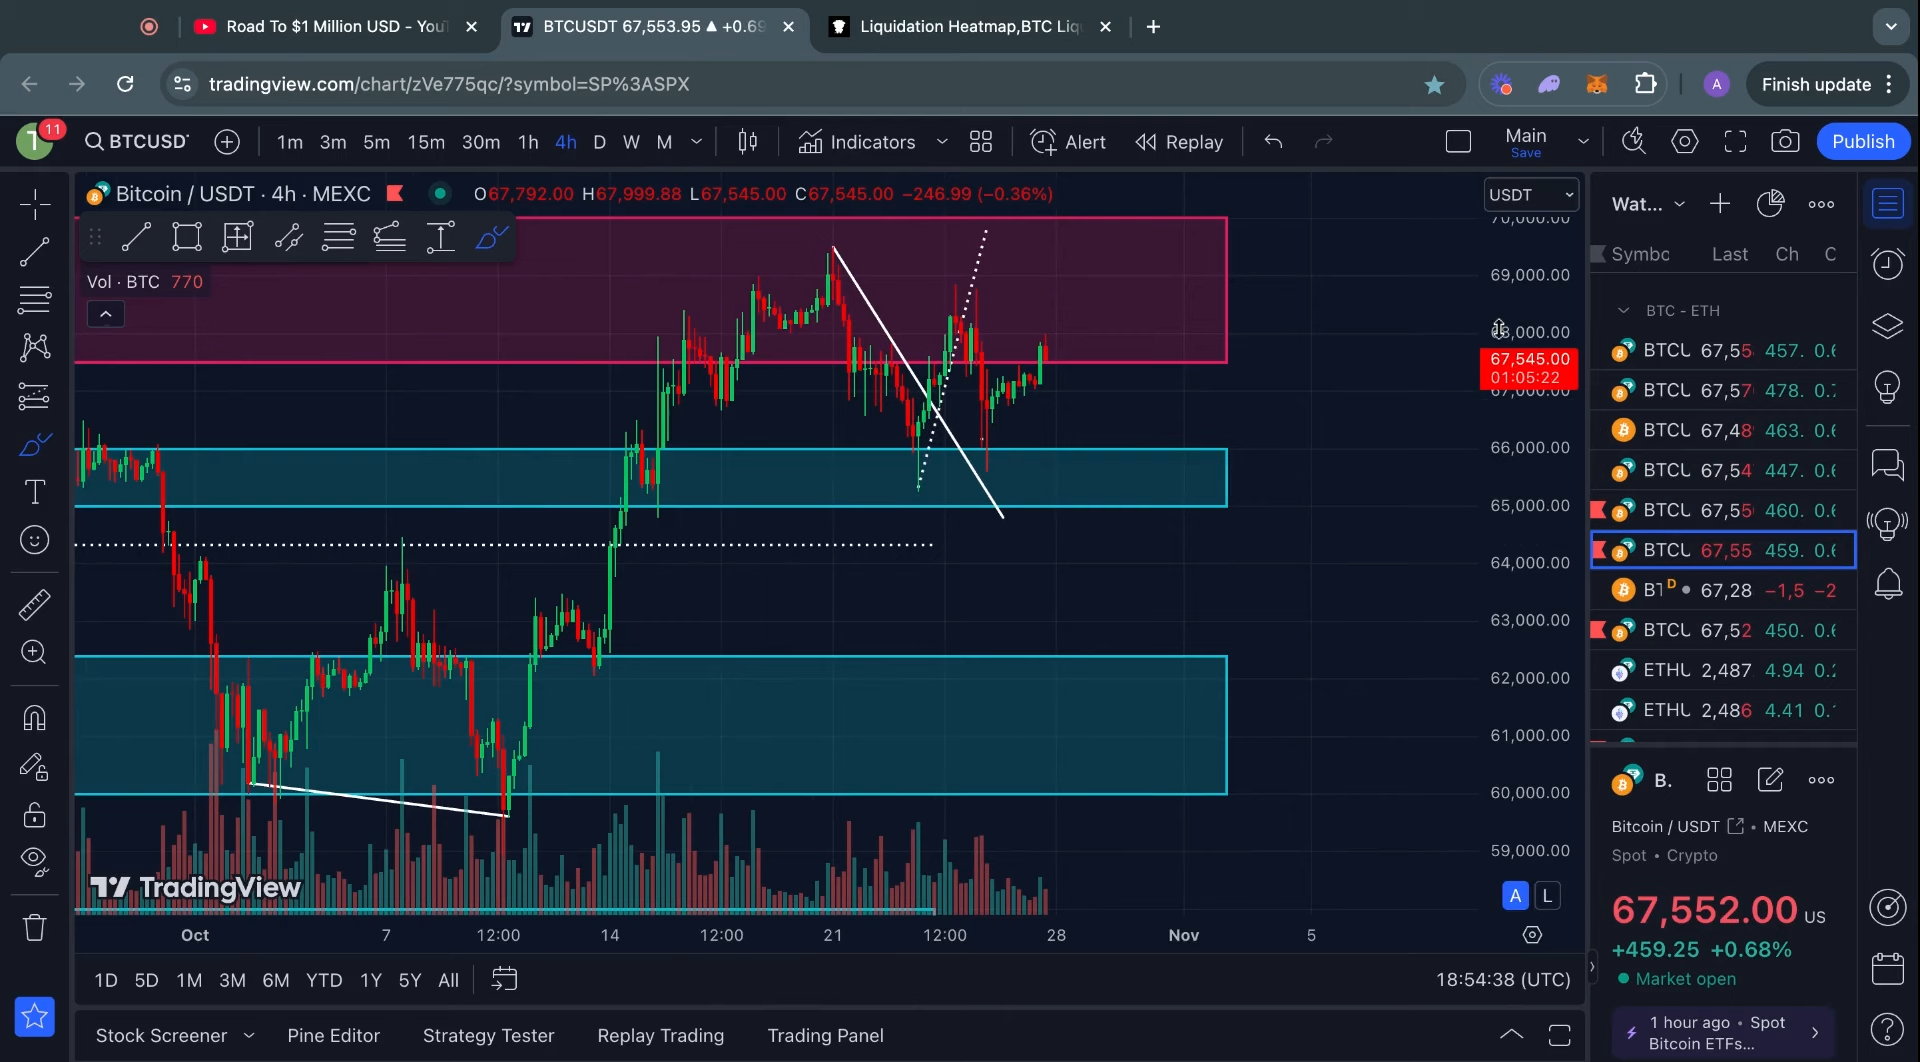 Road To $1 Million USD - You
BTCUSDT 67,553.95 ▲ +0.69
Liquidation Heatmap,BTC Liq
tradingview.com/chart/zVe775qc/?symbol=SP%3ASPX
A
Finish update
T 11
BTCUSDT
1m 3m 5m 15m 30m 1h 4h D W M
Indicators
Alert
Replay
Main
Save
Publish
Bitcoin / USDT · 4h · MEXC
O67,792.00 H67,999.88 L67,545.00 C67,545.00 −246.99 (−0.36%)
USDT
Vol · BTC 770
70,000.00
69,000.00
68,000.00
67,545.00
01:05:22
67,000.00
66,000.00
65,000.00
64,000.00
63,000.00
62,000.00
61,000.00
60,000.00
59,000.00
A L
TradingView
Oct 7 12:00 14 12:00 21 12:00 28 Nov 5
1D 5D 1M 3M 6M YTD 1Y 5Y All
18:54:38 (UTC)
Stock Screener Pine Editor Strategy Tester Replay Trading Trading Panel
Wat...
Symbo Last Ch C
BTC - ETH
BTCU 67,55 457. 0.6
BTCU 67,570 478. 0.7
BTCU 67,489 463. 0.6
BTCU 67,54 447. 0.6
BTCU 67,55 460. 0.6
BTCU 67,55 459. 0.6
BT D 67,28 −1,5 −2
BTCU 67,52 450. 0.6
ETHU 2,487 4.94 0.2
ETHU 2,486 4.41 0.1
B.
Bitcoin / USDT • MEXC
Spot • Crypto
67,552.00 US
+459.25 +0.68%
Market open
1 hour ago • Spot
Bitcoin ETFs...